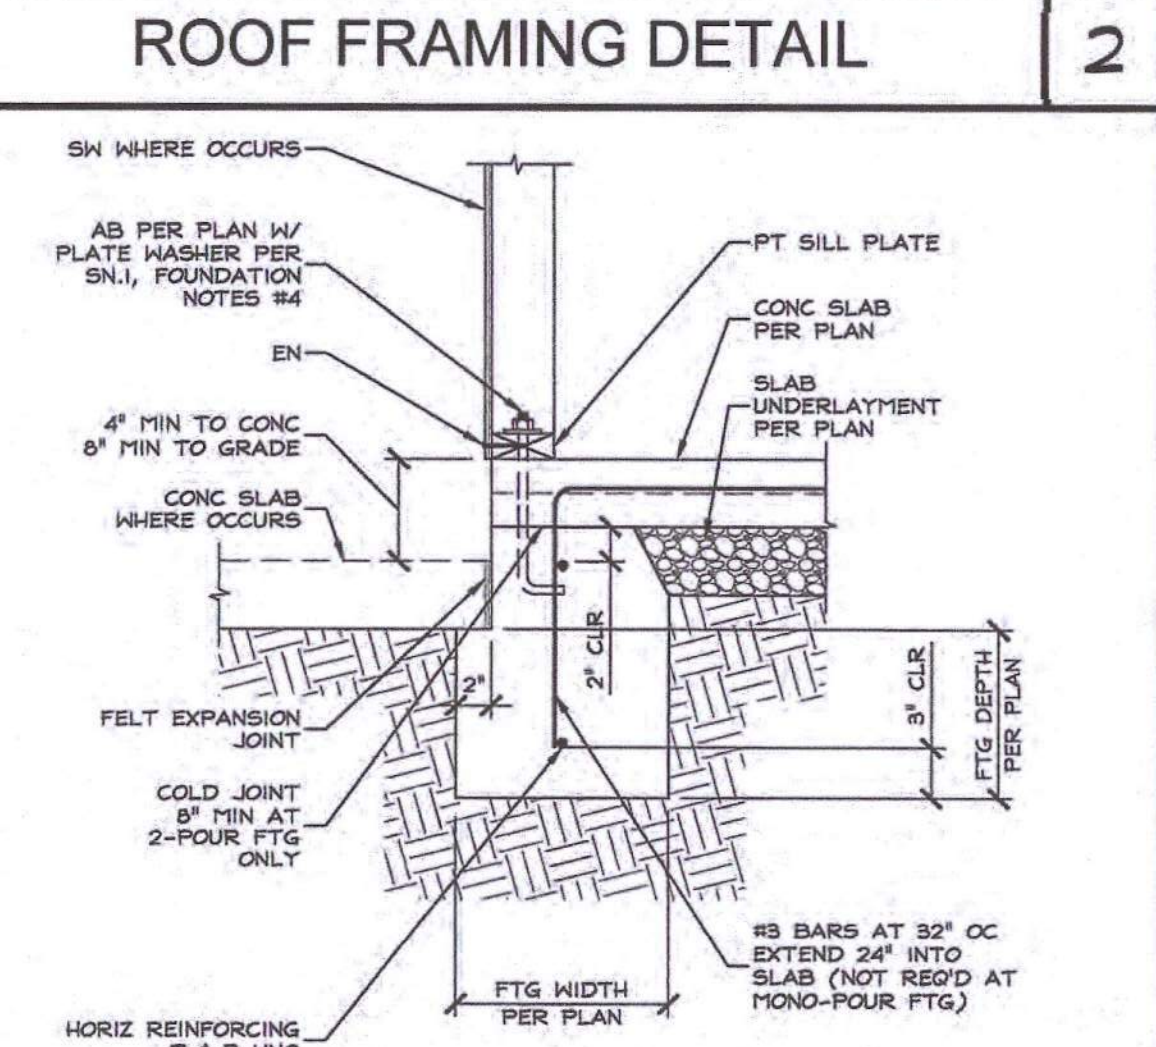 ROOF FRAMING DETAIL
2
SW WHERE OCCURS
AB PER PLAN W/
PLATE WASHER PER
SN.1, FOUNDATION
NOTES #4
EN
4" MIN TO CONC
8" MIN TO GRADE
CONC SLAB
WHERE OCCURS
FELT EXPANSION
JOINT
COLD JOINT
8" MIN AT
2-POUR FTG
ONLY
HORIZ REINFORCING
PT SILL PLATE
CONC SLAB
PER PLAN
SLAB
UNDERLAYMENT
PER PLAN
2"
2" CLR
3" CLR
FTG DEPTH
PER PLAN
#3 BARS AT 32" OC
EXTEND 24" INTO
SLAB (NOT REQ'D AT
MONO-POUR FTG)
FTG WIDTH
PER PLAN